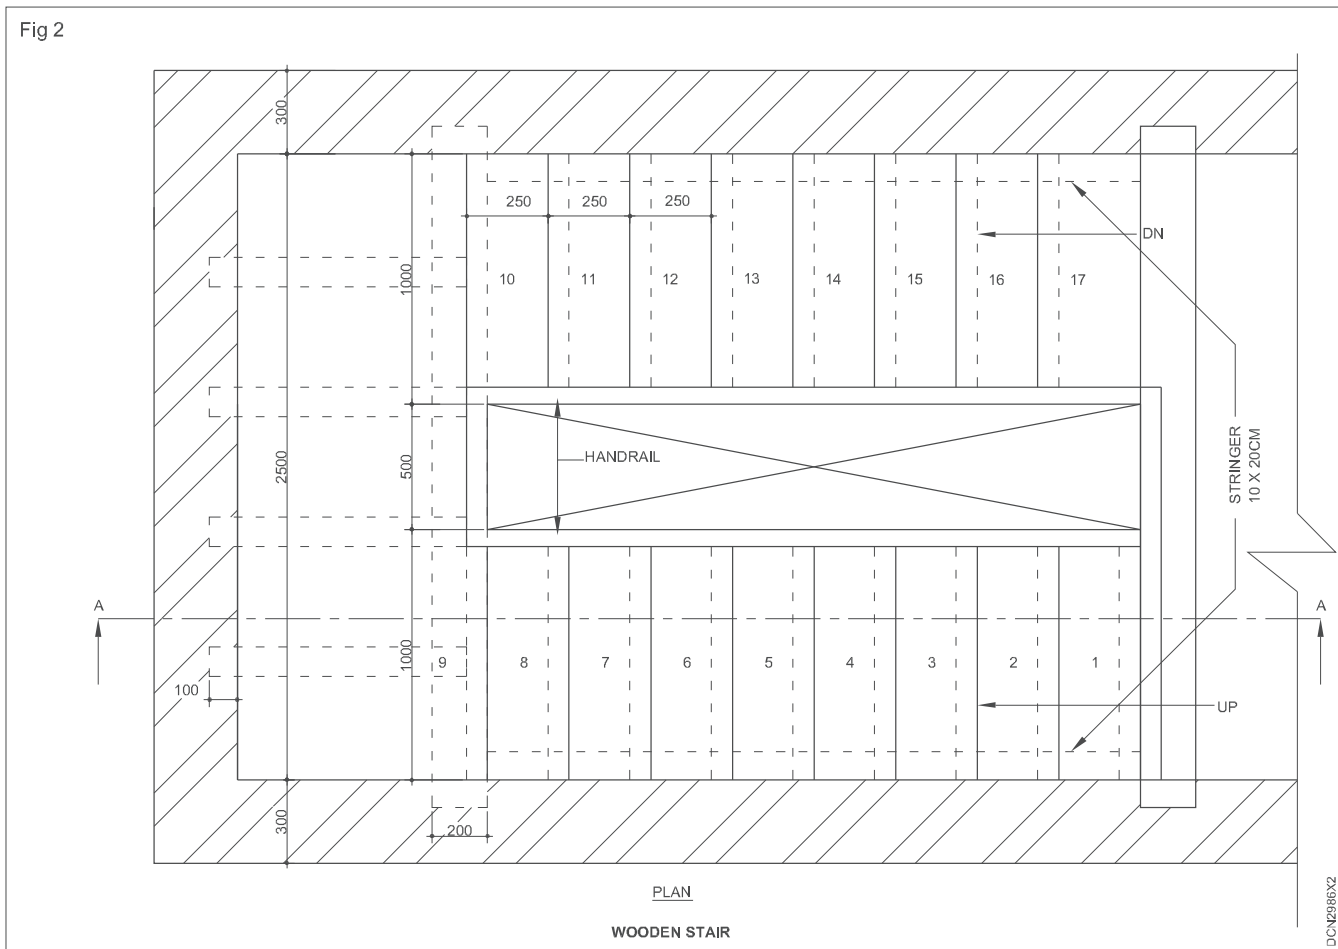 Fig 2
300
250 250 250
DN
1000
10 11 12 13 14 15 16 17
2500
500
HANDRAIL
STRINGER
10 X 20CM
A A
1000
9 8 7 6 5 4 3 2 1
100
UP
300
200
PLAN
WOODEN STAIR
DCN2986X2